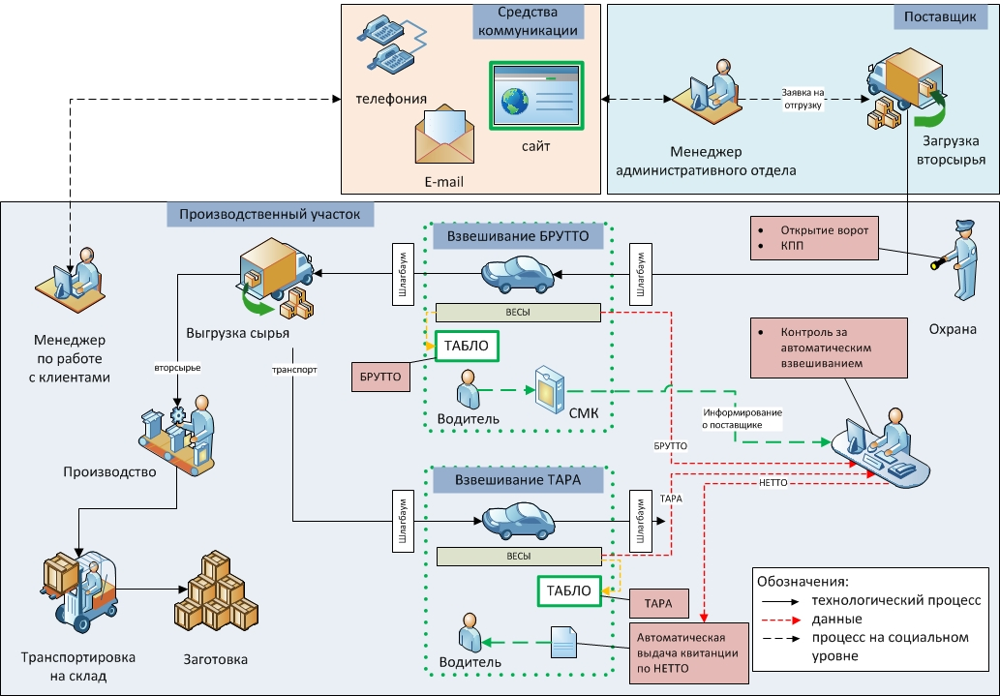 Средства
коммуникации
телефония
E-mail
сайт
Поставщик
Менеджер
административного отдела
Заявка на
отгрузку
Загрузка
вторсырья
Производственный участок
Менеджер
по работе
с клиентами
Выгрузка сырья
вторсырье
транспорт
Производство
Транспортировка
на склад
Заготовка
Шлагбаум
Взвешивание БРУТТО
Шлагбаум
ВЕСЫ
ТАБЛО
БРУТТО
Водитель
СМК
Информирование
о поставщике
БРУТТО
• Открытие ворот
• КПП
Охрана
• Контроль за
автоматическим
взвешиванием
НЕТТО
ТАРА
Шлагбаум
Взвешивание ТАРА
Шлагбаум
ВЕСЫ
ТАБЛО
ТАРА
Водитель
Автоматическая
выдача квитанции
по НЕТТО
Обозначения:
технологический процесс
данные
процесс на социальном
уровне